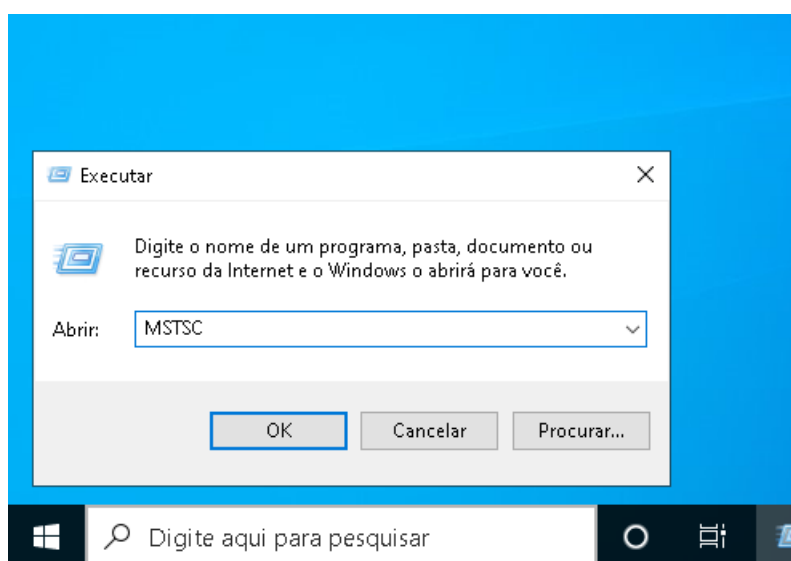 Executar
Digite o nome de um programa, pasta, documento ou
recurso da Internet e o Windows o abrirá para você.
Abrir: MSTSC
OK Cancelar Procurar...
Digite aqui para pesquisar